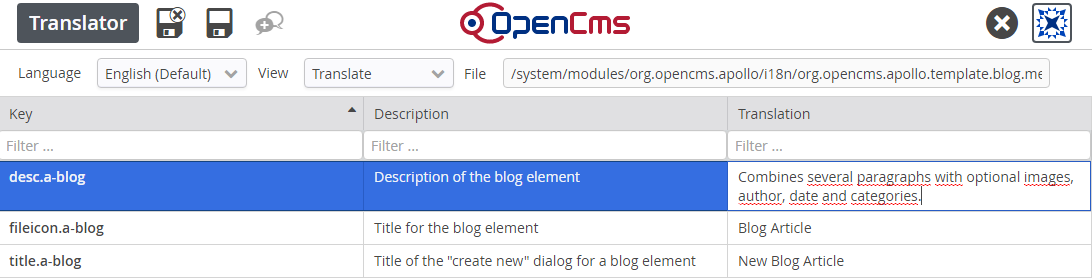 Translator
OpenCms
Language English (Default) View Translate File /system/modules/org.opencms.apollo/i18n/org.opencms.apollo.template.blog.me
Key Description Translation
Filter ... Filter ... Filter ...
desc.a-blog Description of the blog element Combines several paragraphs with optional images,
author, date and categories.
fileicon.a-blog Title for the blog element Blog Article
title.a-blog Title of the "create new" dialog for a blog element New Blog Article